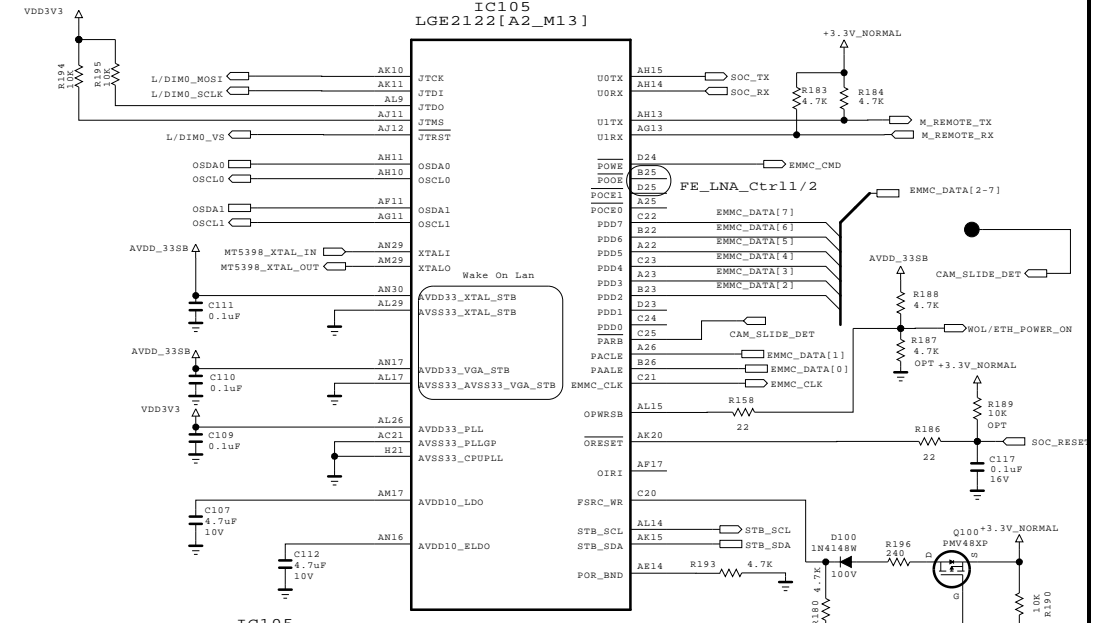 IC105
LGE2122[A2_M13]
VDD3V3
R194
10K
R195
10K
L/DIM0_MOSI
L/DIM0_SCLK
L/DIM0_VS
OSDA0
OSCL0
OSDA1
OSCL1
AVDD_33SB
MT5398_XTAL_IN
MT5398_XTAL_OUT
C111
0.1uF
AVDD_33SB
C110
0.1uF
VDD3V3
C109
0.1uF
C107
4.7uF
10V
C112
4.7uF
10V
AK10
AK11
AL9
AJ11
AJ12
AH11
AH10
AF11
AG11
AN29
AM29
AN30
AL29
AN17
AL17
AL26
AC21
H21
AM17
AN16
JTCK
JTDI
JTDO
JTMS
JTRST
OSDA0
OSCL0
OSDA1
OSCL1
XTALI
XTALO
Wake On Lan
AVDD33_XTAL_STB
AVSS33_XTAL_STB
AVDD33_VGA_STB
AVSS33_AVSS33_VGA_STB
AVDD33_PLL
AVSS33_PLLGP
AVSS33_CPUPLL
AVDD10_LDO
AVDD10_ELDO
U0TX
U0RX
U1TX
U1RX
POWE
POOE
POCE1
POCE0
PDD7
PDD6
PDD5
PDD4
PDD3
PDD2
PDD1
PDD0
PARB
PACLE
PAALE
EMMC_CLK
OPWRSB
ORESET
OIRI
FSRC_WR
STB_SCL
STB_SDA
POR_BND
AH15
AH14
AH13
AG13
D24
B25
D25
A25
C22
B22
A22
C23
A23
B23
D23
C24
C25
A26
B26
C21
AL15
AK20
AF17
C20
AL14
AK15
AE14
SOC_TX
SOC_RX
+3.3V_NORMAL
R183
4.7K
R184
4.7K
M_REMOTE_TX
M_REMOTE_RX
EMMC_CMD
FE_LNA_Ctrl1/2
EMMC_DATA[2-7]
EMMC_DATA[7]
EMMC_DATA[6]
EMMC_DATA[5]
EMMC_DATA[4]
EMMC_DATA[3]
EMMC_DATA[2]
CAM_SLIDE_DET
AVDD_33SB
R188
4.7K
CAM_SLIDE_DET
WOL/ETH_POWER_ON
R187
4.7K
OPT
EMMC_DATA[1]
EMMC_DATA[0]
EMMC_CLK
+3.3V_NORMAL
R189
10K
OPT
R158
22
R186
22
SOC_RESET
C117
0.1uF
16V
STB_SCL
STB_SDA
R193
4.7K
D100
1N4148W
100V
R196
240
Q100
PMV48XP
D
S
G
+3.3V_NORMAL
R180
4.7K
10K
R190
IC105